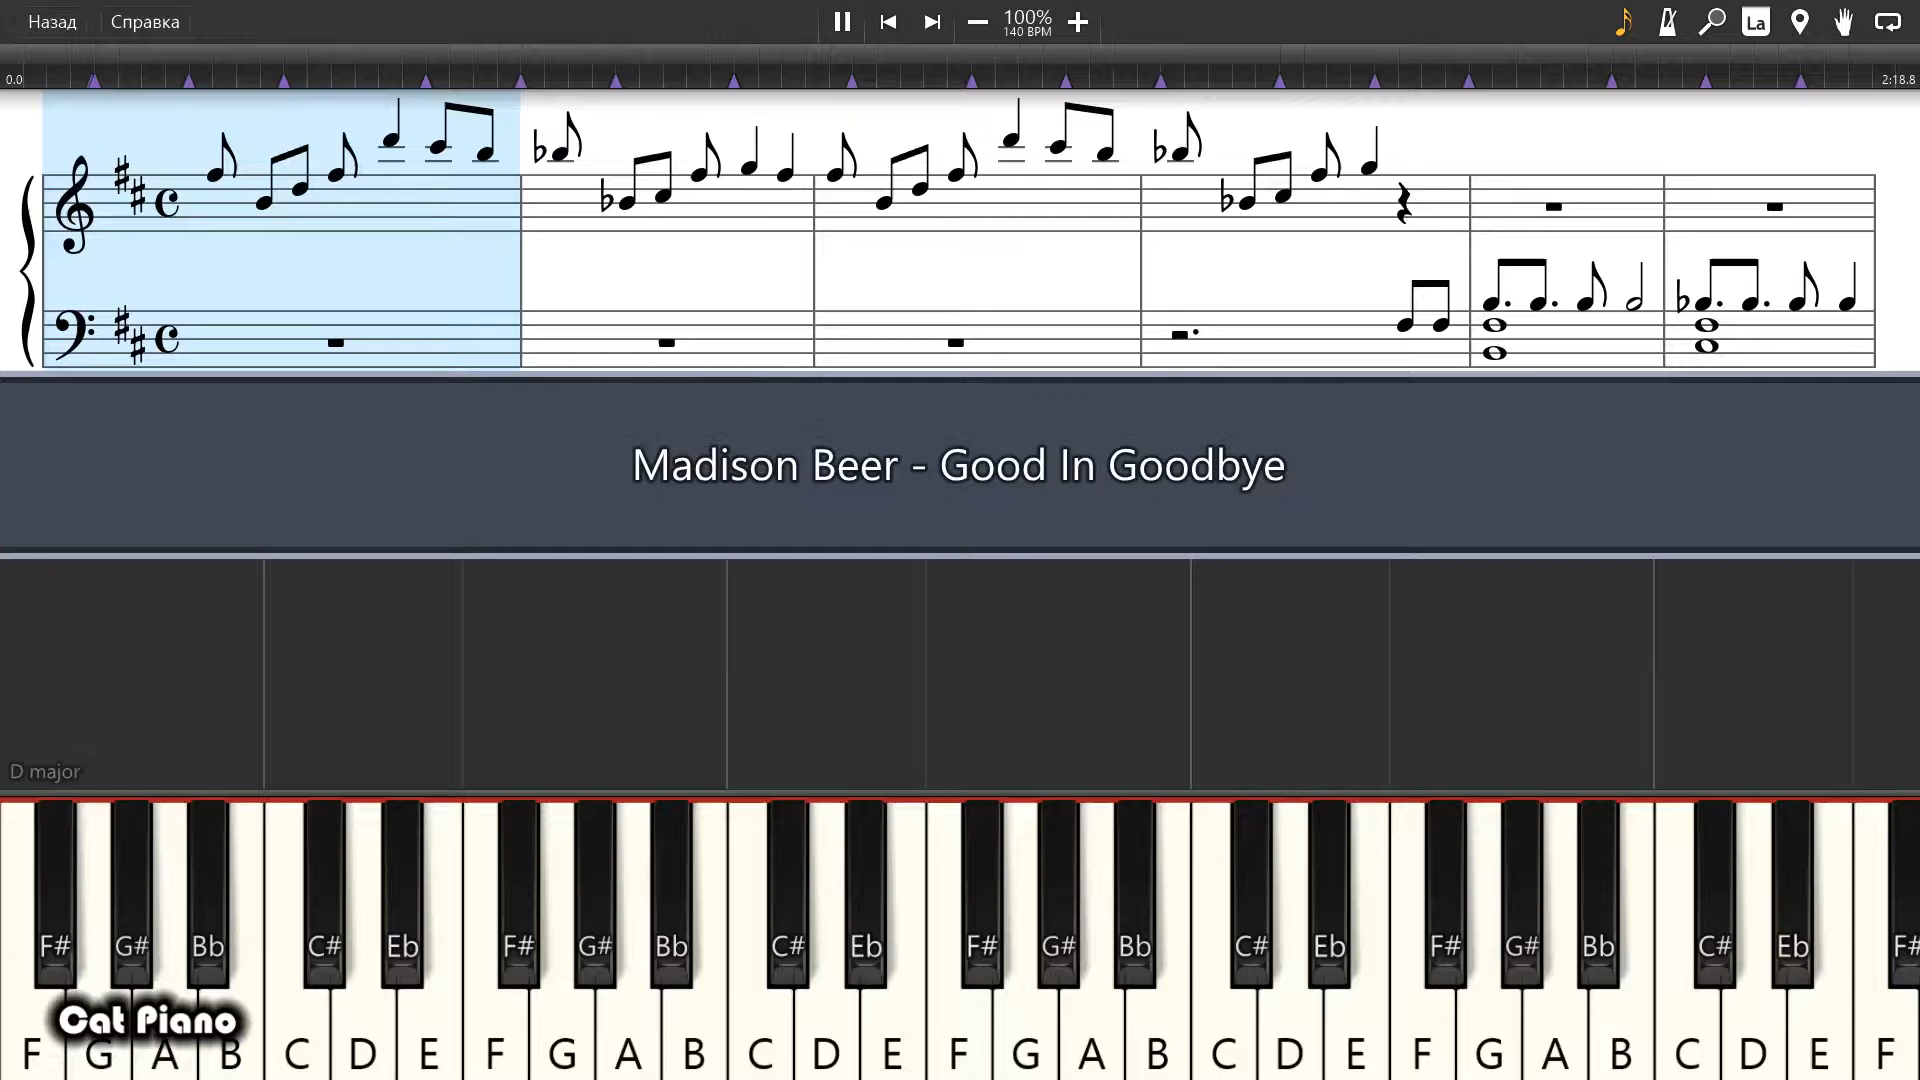 Назад Справка
100%
140 BPM
La
0.0 2:18.8
Madison Beer - Good In Goodbye
D major
F# G# Bb C# Eb F# G# Bb C# Eb F# G# Bb C# Eb F# G# Bb C# Eb F#
Cat Piano
F G A B C D E F G A B C D E F G A B C D E F G A B C D E F